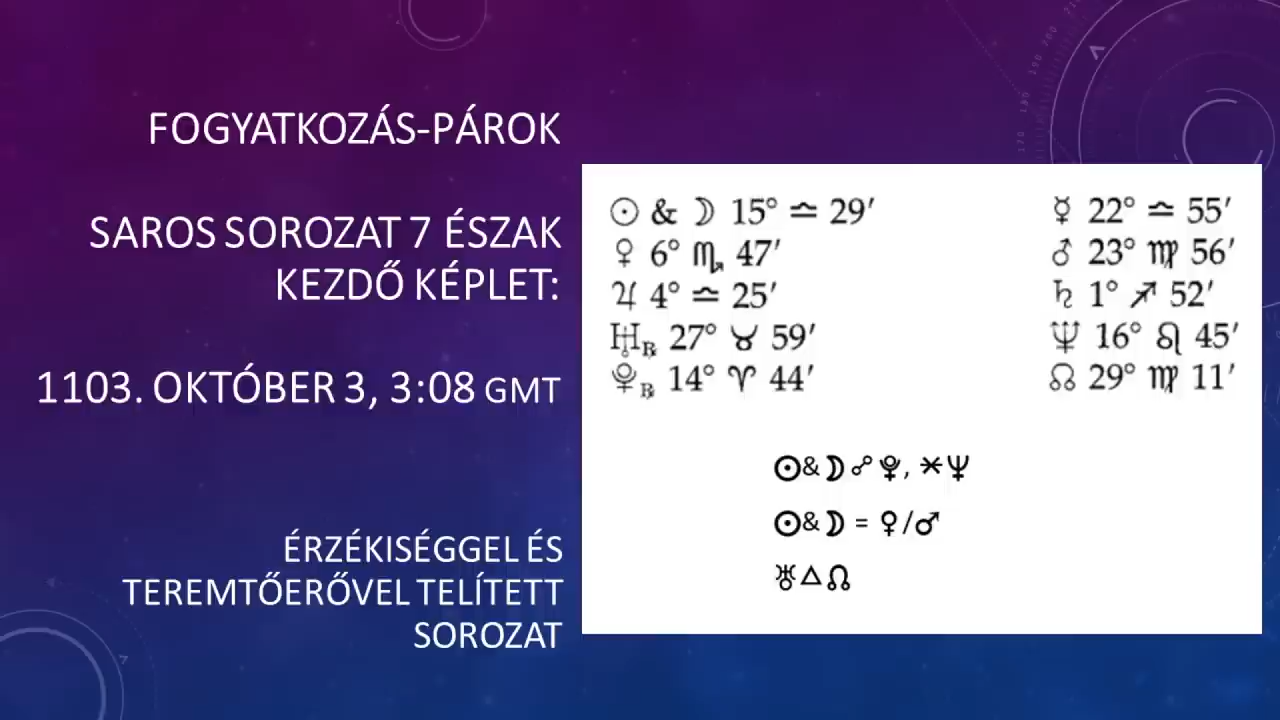 FOGYATKOZÁS-PÁROK
SAROS SOROZAT 7 ÉSZAK
KEZDŐ KÉPLET:
1103. OKTÓBER 3, 3:08 GMT
ÉRZÉKISÉGGEL ÉS
TEREMTŐERŐVEL TELÍTETT
SOROZAT
☉ & ☽ 15° ♎ 29′
♀ 6° ♏ 47′
♃ 4° ♎ 25′
♅℞ 27° ♉ 59′
♇℞ 14° ♈ 44′
☿ 22° ♎ 55′
♂ 23° ♍ 56′
♄ 1° ♐ 52′
♆ 16° ♌ 45′
☊ 29° ♍ 11′
☉&☽☍♇, ⚹♆
☉&☽ = ♀/♂
♅△☊